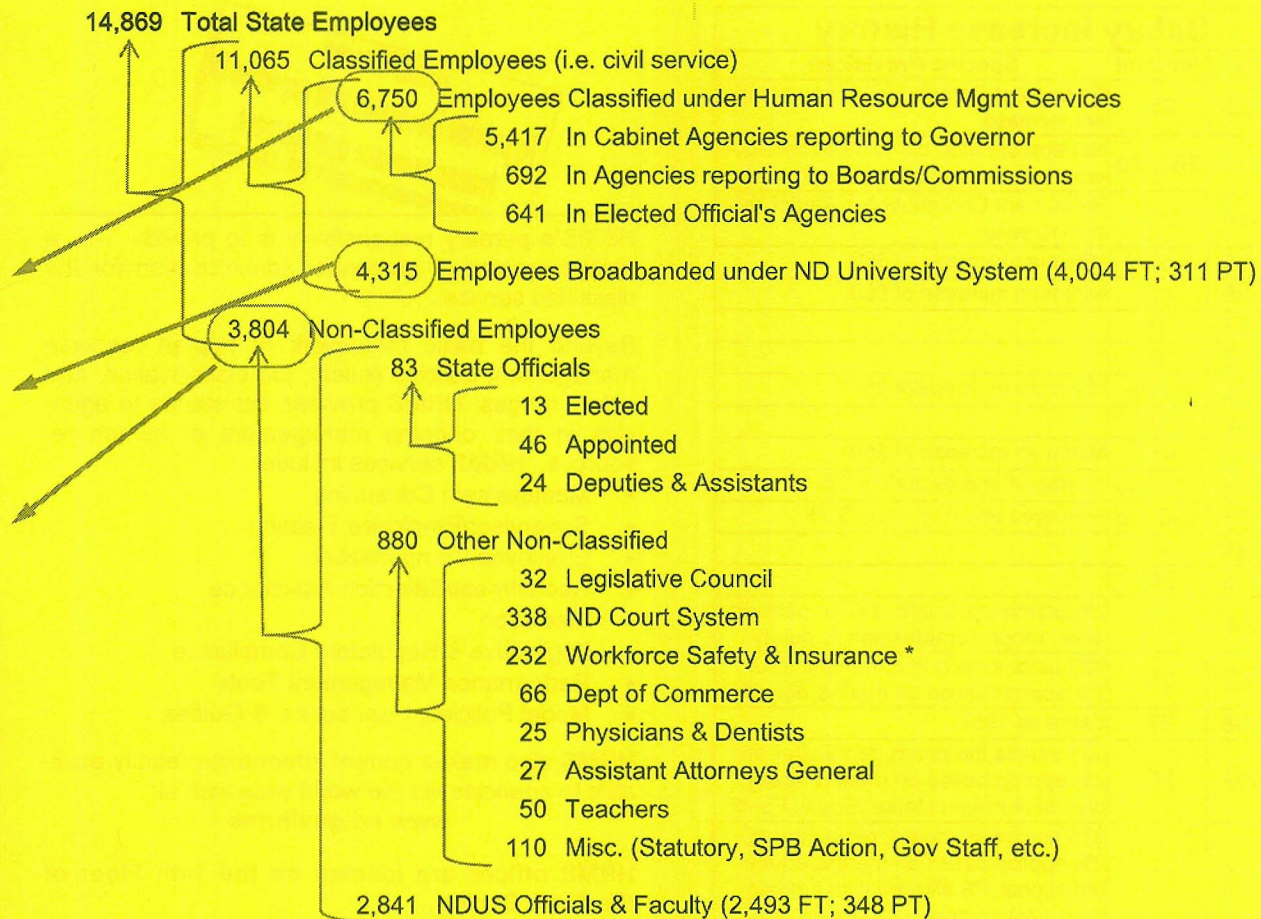 14,869 Total State Employees
11,065 Classified Employees (i.e. civil service)
6,750 Employees Classified under Human Resource Mgmt Services
5,417 In Cabinet Agencies reporting to Governor
692 In Agencies reporting to Boards/Commissions
641 In Elected Official's Agencies
4,315 Employees Broadbanded under ND University System (4,004 FT; 311 PT)
3,804 Non-Classified Employees
83 State Officials
13 Elected
46 Appointed
24 Deputies & Assistants
880 Other Non-Classified
32 Legislative Council
338 ND Court System
232 Workforce Safety & Insurance *
66 Dept of Commerce
25 Physicians & Dentists
27 Assistant Attorneys General
50 Teachers
110 Misc. (Statutory, SPB Action, Gov Staff, etc.)
2,841 NDUS Officials & Faculty (2,493 FT; 348 PT)